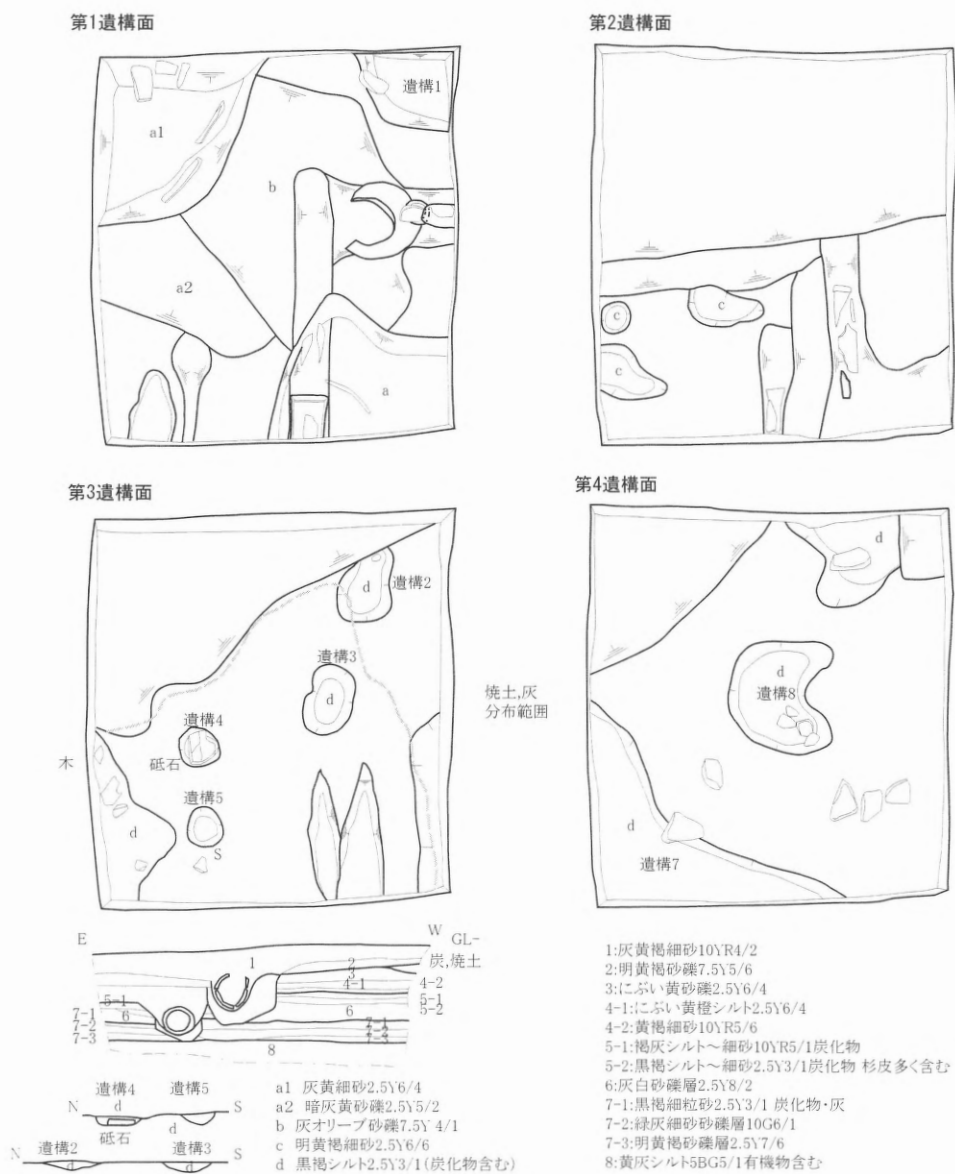 第1遺構面
遺構1
a1
b
a2
a
第2遺構面
c
c
c
第3遺構面
d
遺構2
遺構3
d
遺構4
砥石
木
遺構5
d
S
焼土,灰
分布範囲
第4遺構面
d
d
遺構8
d
遺構7
E
W
GL-
炭,焼土
1
2
3
4-1
4-2
5-1
5-1
5-2
6
6
7-1
7-2
7-3
7-1
7-2
7-3
8
遺構4
遺構5
N
d
S
砥石
d
N
遺構2
遺構3
S
d
d
a1 灰黄細砂2.5Y6/4
a2 暗灰黄砂礫2.5Y5/2
b 灰オリーブ砂礫7.5Y 4/1
c 明黄褐細砂2.5Y6/6
d 黒褐シルト2.5Y3/1(炭化物含む)
1:灰黄褐細砂10YR4/2
2:明黄褐砂礫7.5Y5/6
3:にぶい黄砂礫2.5Y6/4
4-1:にぶい黄橙シルト2.5Y6/4
4-2:黄褐細砂10YR5/6
5-1:褐灰シルト～細砂10YR5/1炭化物
5-2:黒褐シルト～細砂2.5Y3/1炭化物 杉皮多く含む
6:灰白砂礫層2.5Y8/2
7-1:黒褐細粒砂2.5Y3/1 炭化物・灰
7-2:緑灰細砂砂礫層10G6/1
7-3:明黄褐砂礫層2.5Y7/6
8:黄灰シルト5BG5/1有機物含む